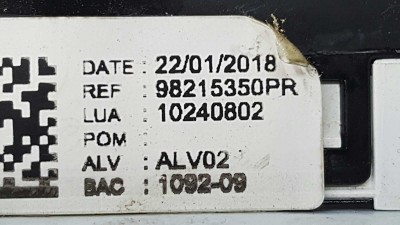 DATE : 22/01/2018
REF : 98215350PR
LUA : 10240802
POM :
ALV : ALV02
BAC : 1092-09